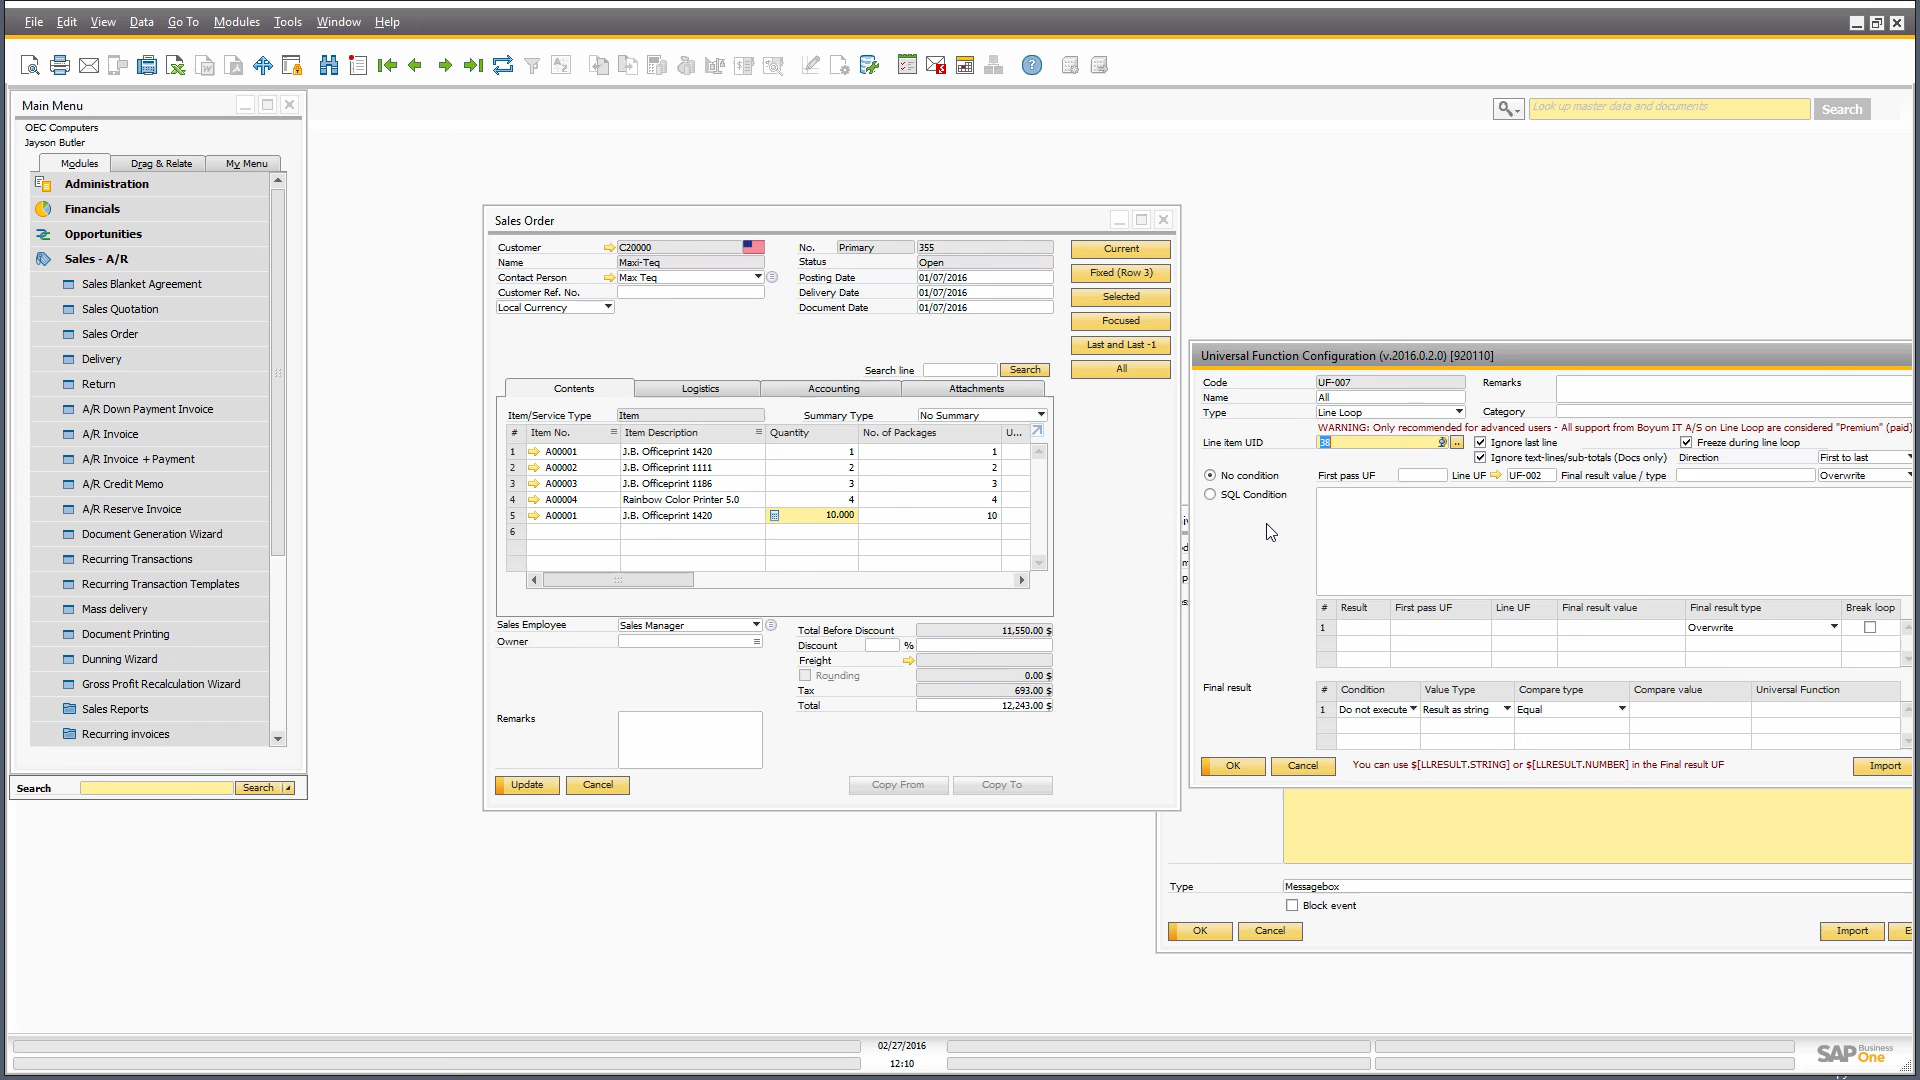 File Edit View Data Go To Modules Tools Window Help
Main Menu
OEC Computers
Jayson Butler
Modules Drag & Relate My Menu
Administration
Financials
Opportunities
Sales - A/R
Sales Blanket Agreement
Sales Quotation
Sales Order
Delivery
Return
A/R Down Payment Invoice
A/R Invoice
A/R Invoice + Payment
A/R Credit Memo
A/R Reserve Invoice
Document Generation Wizard
Recurring Transactions
Recurring Transaction Templates
Mass delivery
Document Printing
Dunning Wizard
Gross Profit Recalculation Wizard
Sales Reports
Recurring invoices
Search Search
Look up master data and documents Search
Sales Order
Customer C20000
Name Maxi-Teq
Contact Person Max Teq
Customer Ref. No.
Local Currency
No. Primary 355
Status Open
Posting Date 01/07/2016
Delivery Date 01/07/2016
Document Date 01/07/2016
Current
Fixed (Row 3)
Selected
Focused
Last and Last -1
All
Search line Search
Contents Logistics Accounting Attachments
Item/Service Type Item Summary Type No Summary
# Item No. Item Description Quantity No. of Packages U...
1 A00001 J.B. Officeprint 1420 1 1
2 A00002 J.B. Officeprint 1111 2 2
3 A00003 J.B. Officeprint 1186 3 3
4 A00004 Rainbow Color Printer 5.0 4 4
5 A00001 J.B. Officeprint 1420 10.000 10
6
Sales Employee Sales Manager
Owner
Total Before Discount 11,550.00 $
Discount %
Freight
Rounding 0.00 $
Tax 693.00 $
Total 12,243.00 $
Remarks
Update Cancel Copy From Copy To
Universal Function Configuration (v.2016.0.2.0) [920110]
Code UF-007 Remarks
Name All
Type Line Loop Category
WARNING: Only recommended for advanced users - All support from Boyum IT A/S on Line Loop are considered "Premium" (paid)
Line item UID 38 Ignore last line Freeze during line loop
Ignore text-lines/sub-totals (Docs only) Direction First to last
No condition First pass UF Line UF UF-002 Final result value / type Overwrite
SQL Condition
# Result First pass UF Line UF Final result value Final result type Break loop
1 Overwrite
Final result # Condition Value Type Compare type Compare value Universal Function
1 Do not execute Result as string Equal
OK Cancel You can use $[LLRESULT.STRING] or $[LLRESULT.NUMBER] in the Final result UF Import
Type Messagebox
Block event
OK Cancel Import
02/27/2016
12:10
SAP Business One